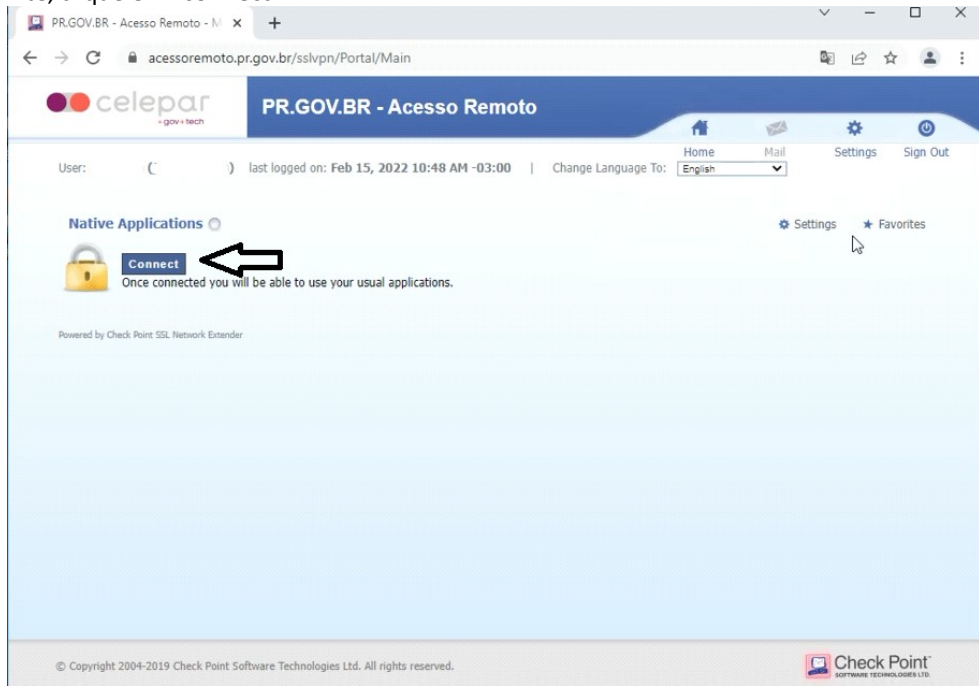 PR.GOV.BR - Acesso Remoto - M
acessoremoto.pr.gov.br/sslvpn/Portal/Main
celepar
gov+tech
PR.GOV.BR - Acesso Remoto
Home
Mail
Settings
Sign Out
User: ( ) last logged on: Feb 15, 2022 10:48 AM -03:00 | Change Language To: English
Native Applications
Settings
Favorites
Connect
Once connected you will be able to use your usual applications.
Powered by Check Point SSL Network Extender
© Copyright 2004-2019 Check Point Software Technologies Ltd. All rights reserved.
Check Point
SOFTWARE TECHNOLOGIES LTD.